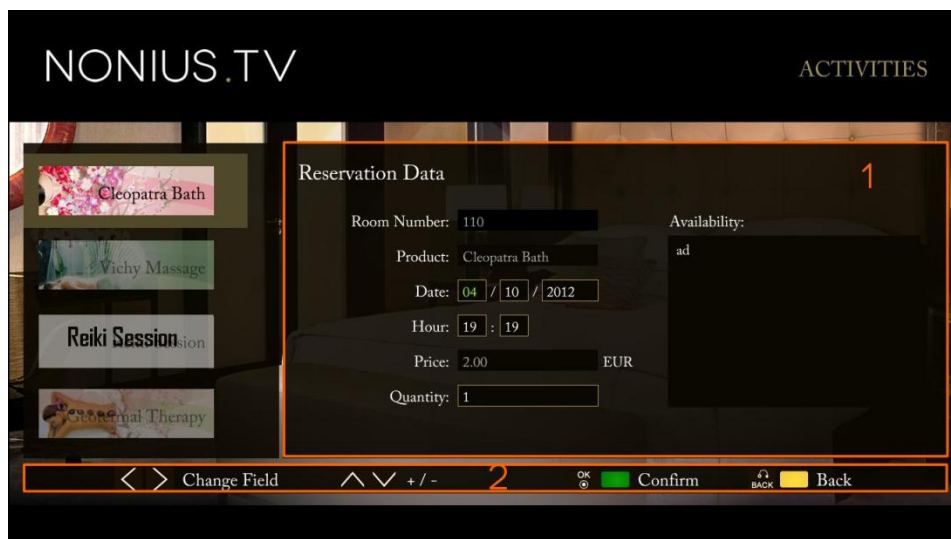 NONIUS.TV
ACTIVITIES
Cleopatra Bath
Vichy Massage
Reiki Session
Geotermal Therapy
1
Reservation Data
Room Number: 110
Product: Cleopatra Bath
Date: 04 / 10 / 2012
Hour: 19 : 19
Price: 2.00 EUR
Quantity: 1
Availability:
ad
2
Change Field
+ / -
OK
Confirm
BACK
Back